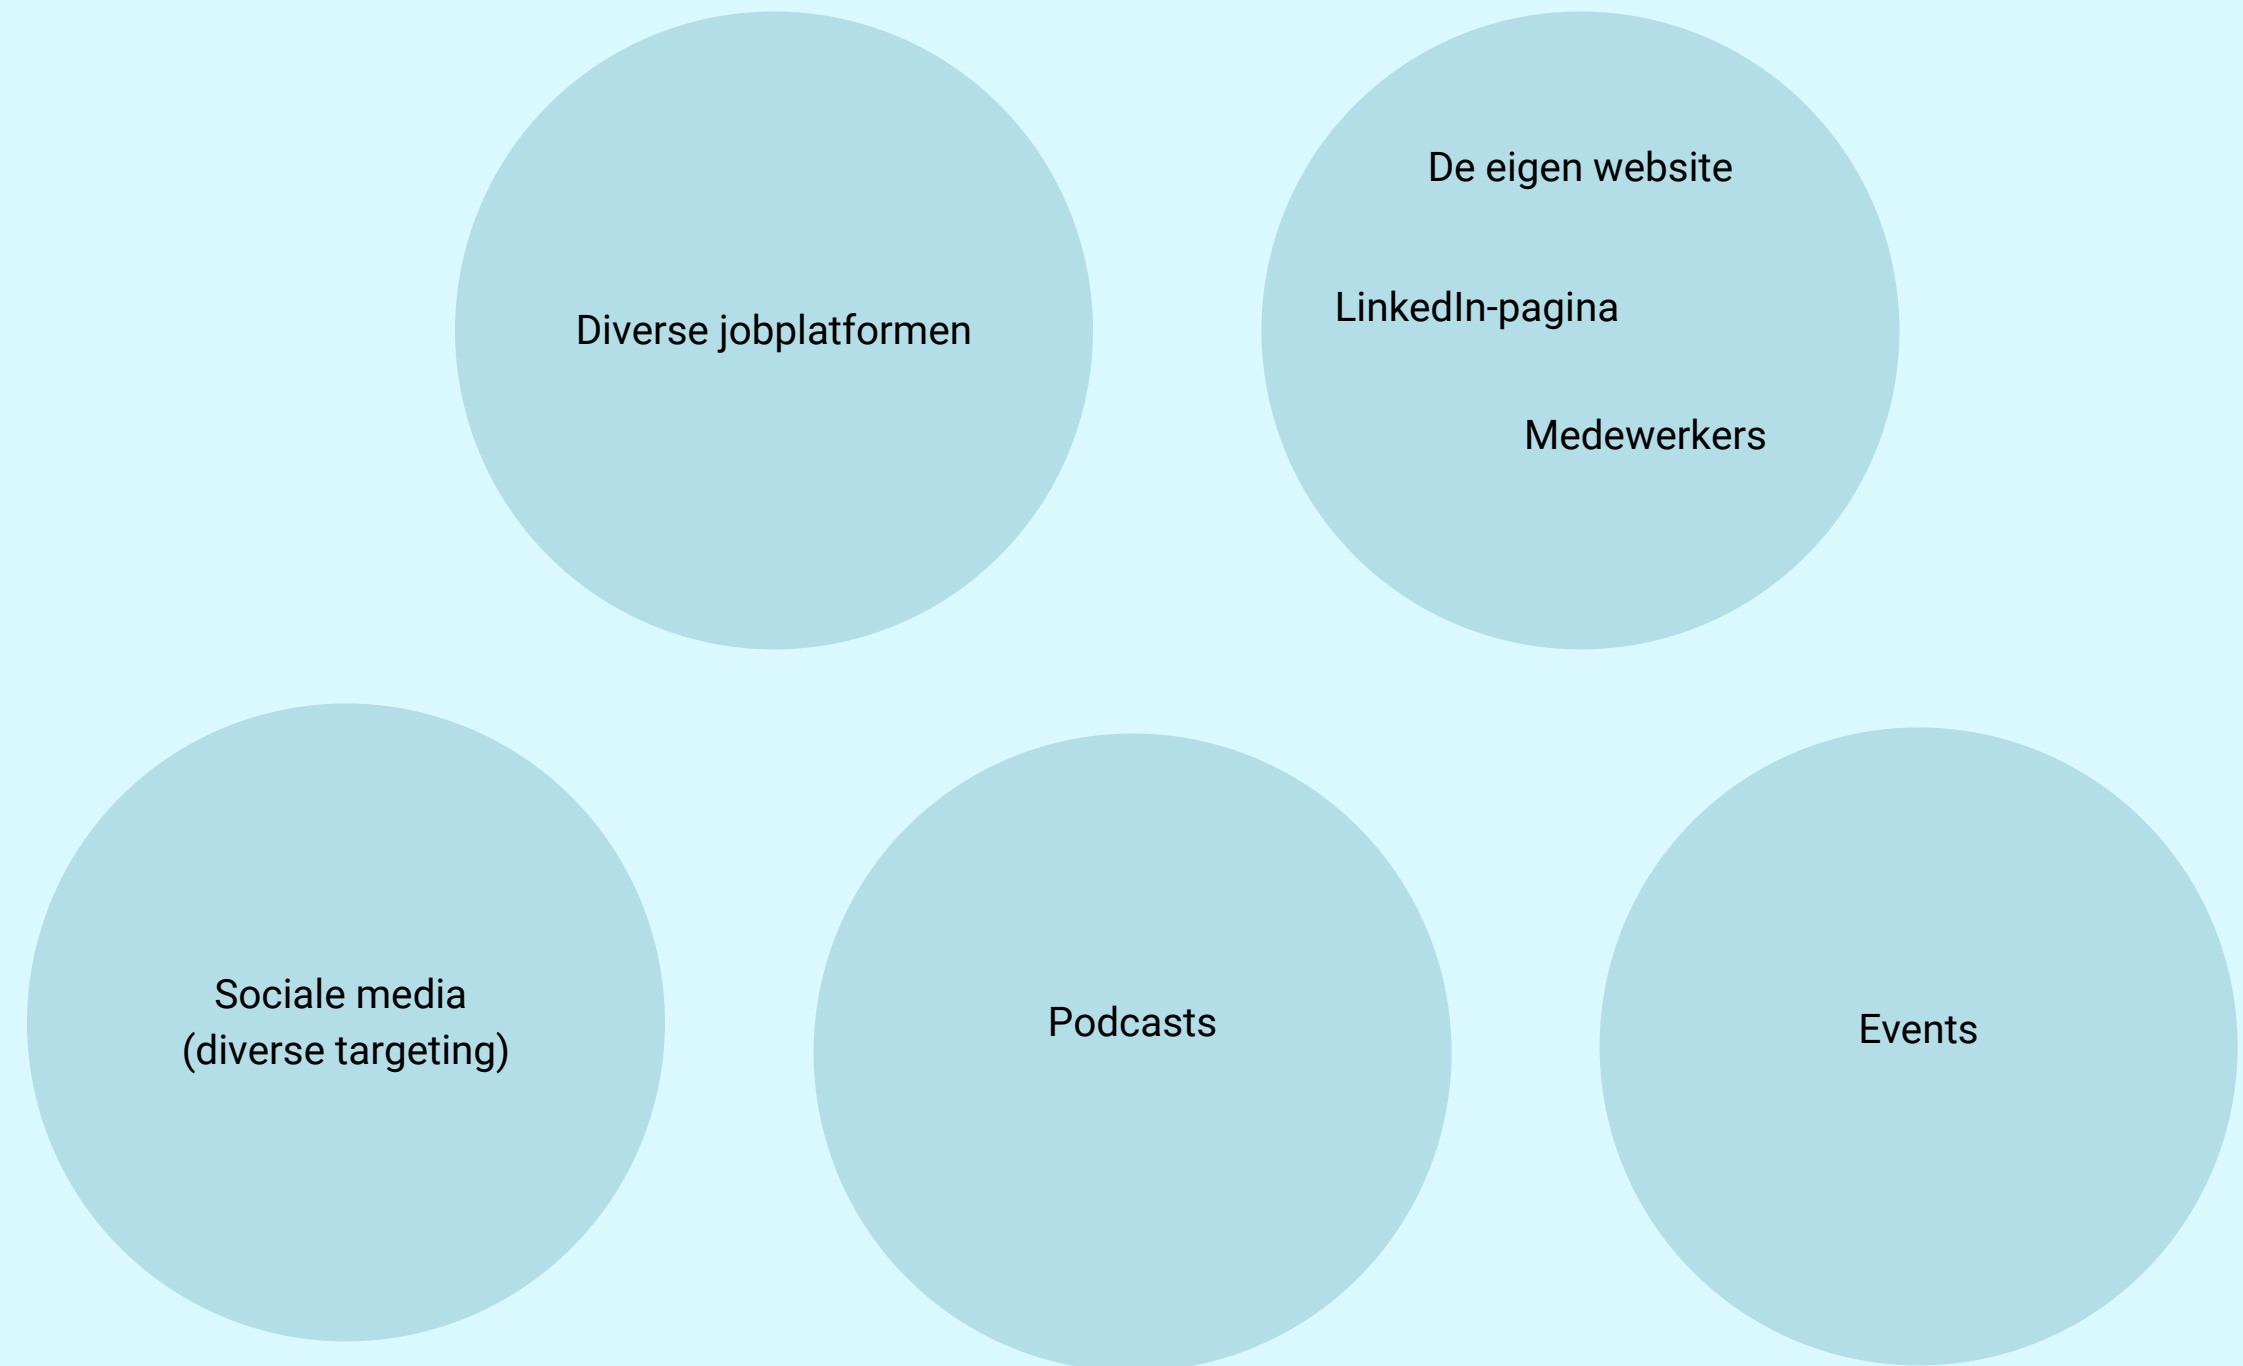 Diverse jobplatformen
De eigen website
LinkedIn-pagina
Medewerkers
Sociale media
(diverse targeting)
Podcasts
Events